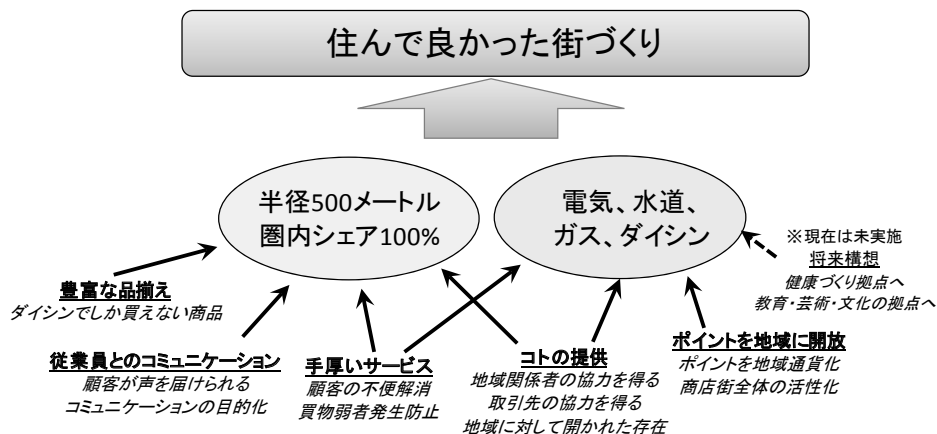 住んで良かった街づくり
半径500メートル
圏内シェア100%
電気、水道、
ガス、ダイシン
※現在は未実施
将来構想
健康づくり拠点へ
教育・芸術・文化の拠点へ
豊富な品揃え
ダイシンでしか買えない商品
従業員とのコミュニケーション
顧客が声を届けられる
コミュニケーションの目的化
手厚いサービス
顧客の不便解消
買物弱者発生防止
コトの提供
地域関係者の協力を得る
取引先の協力を得る
地域に対して開かれた存在
ポイントを地域に開放
ポイントを地域通貨化
商店街全体の活性化